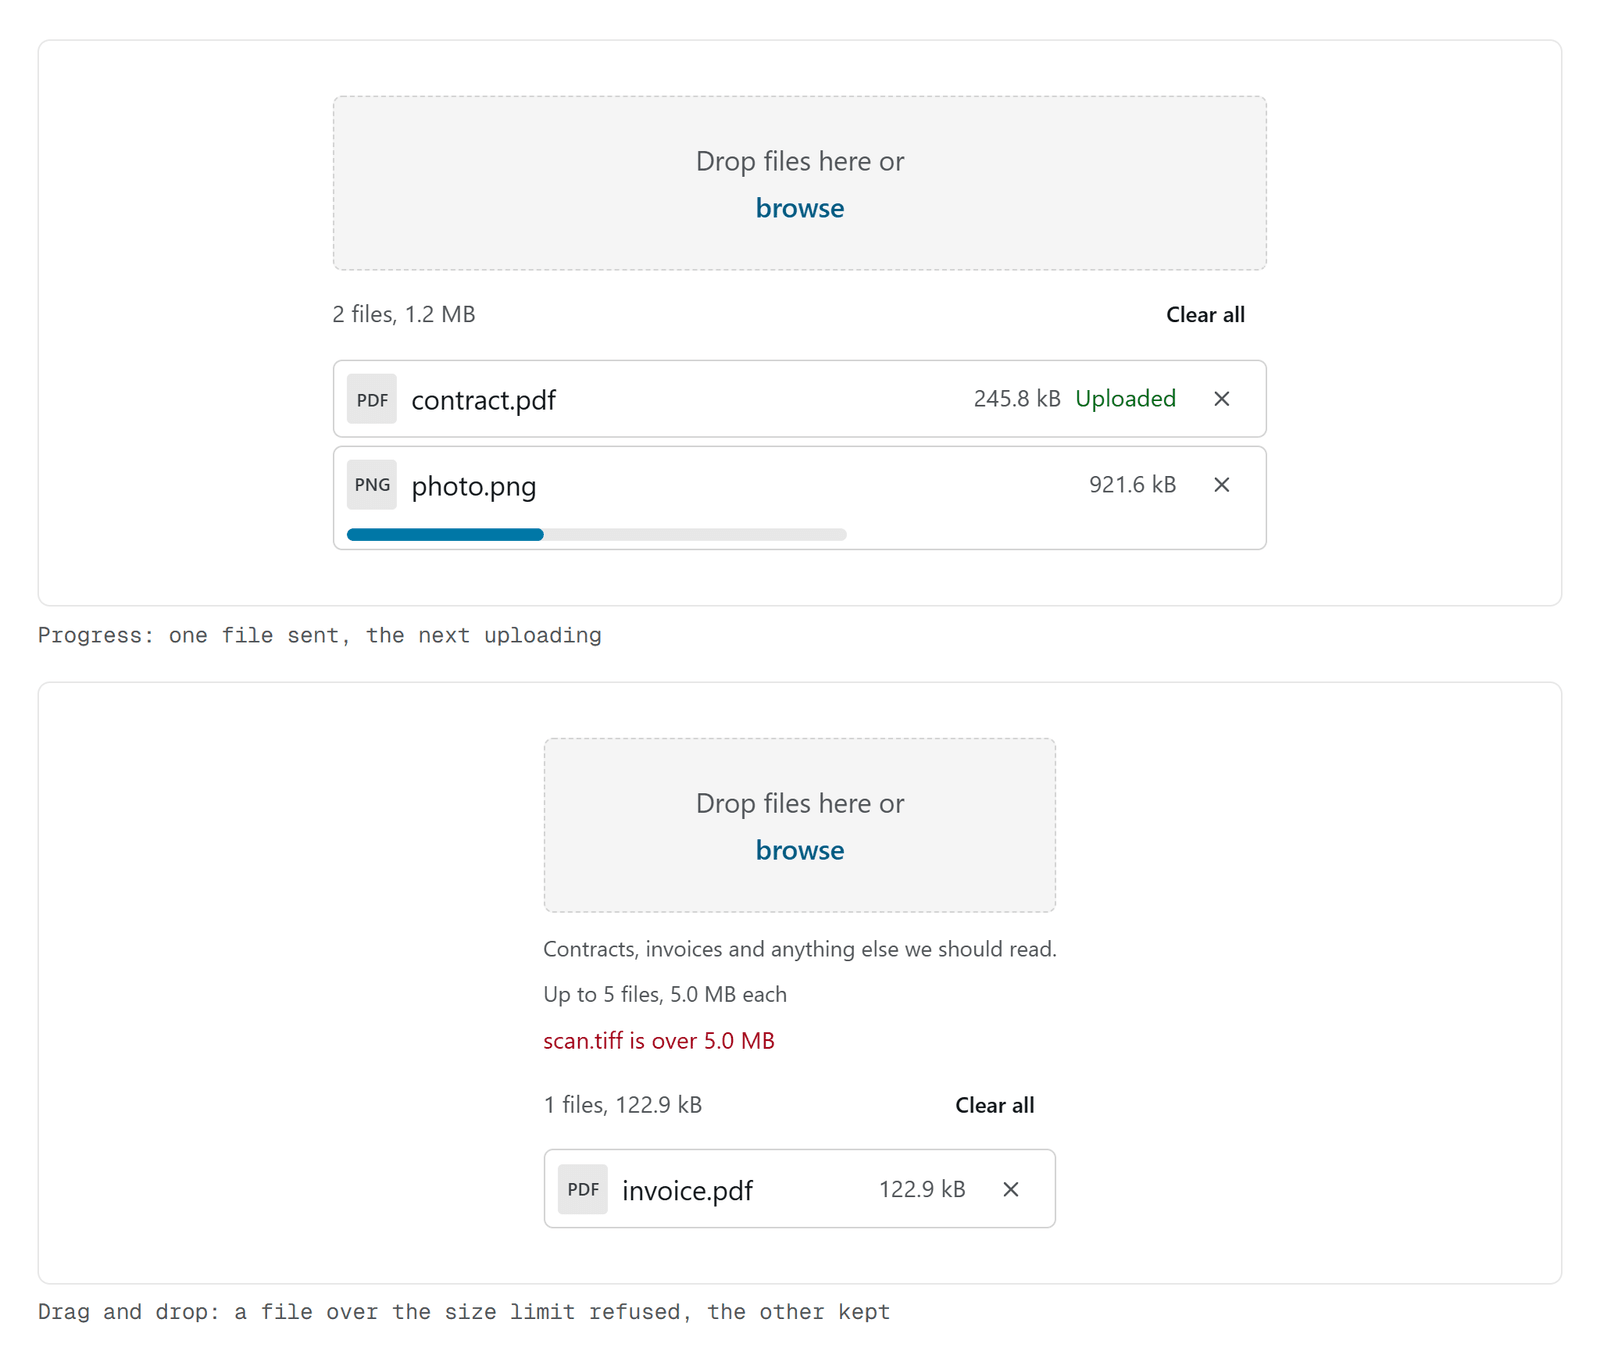 Drop files here or
browse
2 files, 1.2 MB
Clear all
PDF contract.pdf 245.8 kB Uploaded
PNG photo.png 921.6 kB
Progress: one file sent, the next uploading
Drop files here or
browse
Contracts, invoices and anything else we should read.
Up to 5 files, 5.0 MB each
scan.tiff is over 5.0 MB
1 files, 122.9 kB
Clear all
PDF invoice.pdf 122.9 kB
Drag and drop: a file over the size limit refused, the other kept